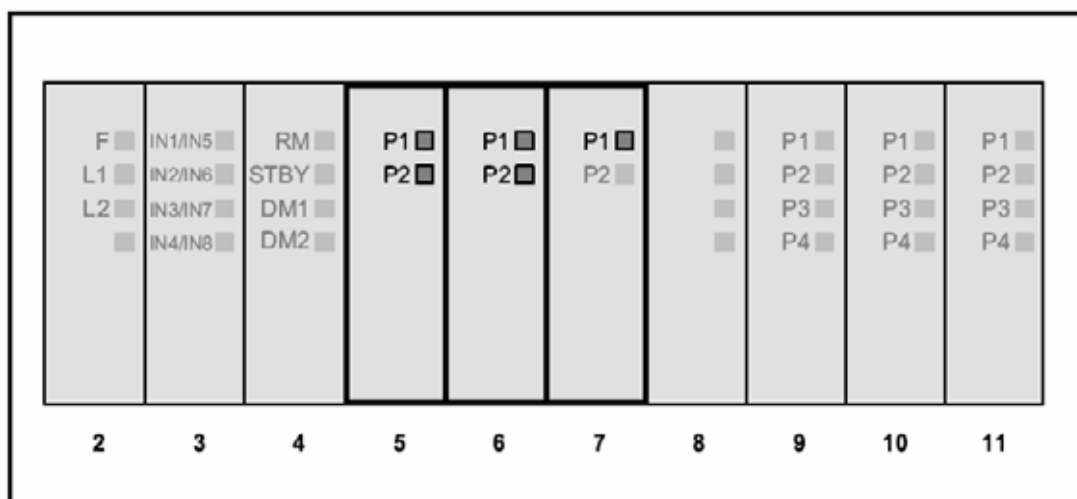 F IN1/IN5 RM P1 P1 P1 P1 P1 P1
L1 IN2/IN6 STBY P2 P2 P2 P2 P2 P2
L2 IN3/IN7 DM1 P3 P3 P3
IN4/IN8 DM2 P4 P4 P4
2 3 4 5 6 7 8 9 10 11